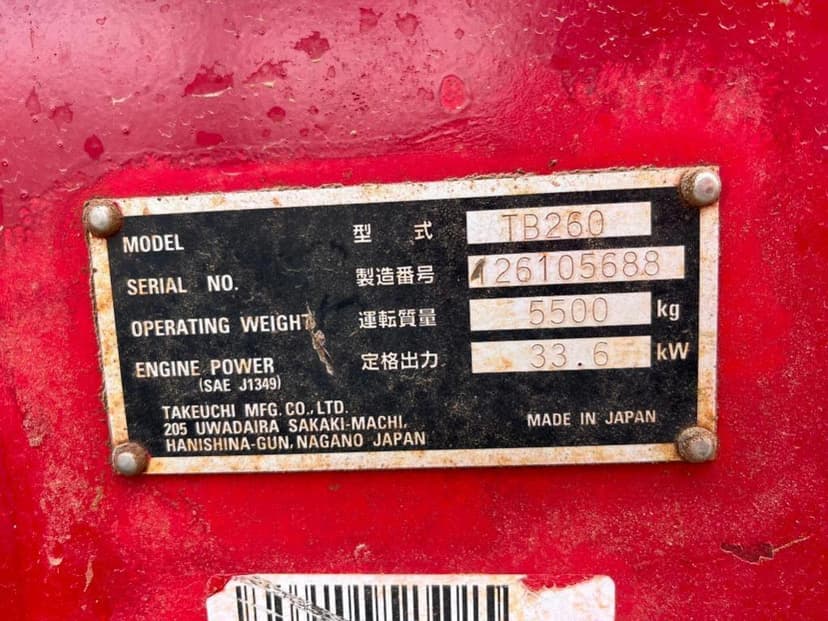 MODEL 型 式 TB260
SERIAL NO. 製造番号 126105688
OPERATING WEIGHT 運転質量 5500 kg
ENGINE POWER 定格出力 33.6 kW
(SAE J1349)
TAKEUCHI MFG. CO., LTD.
205 UWADAIRA SAKAKI-MACHI,
HANISHINA-GUN, NAGANO JAPAN
MADE IN JAPAN